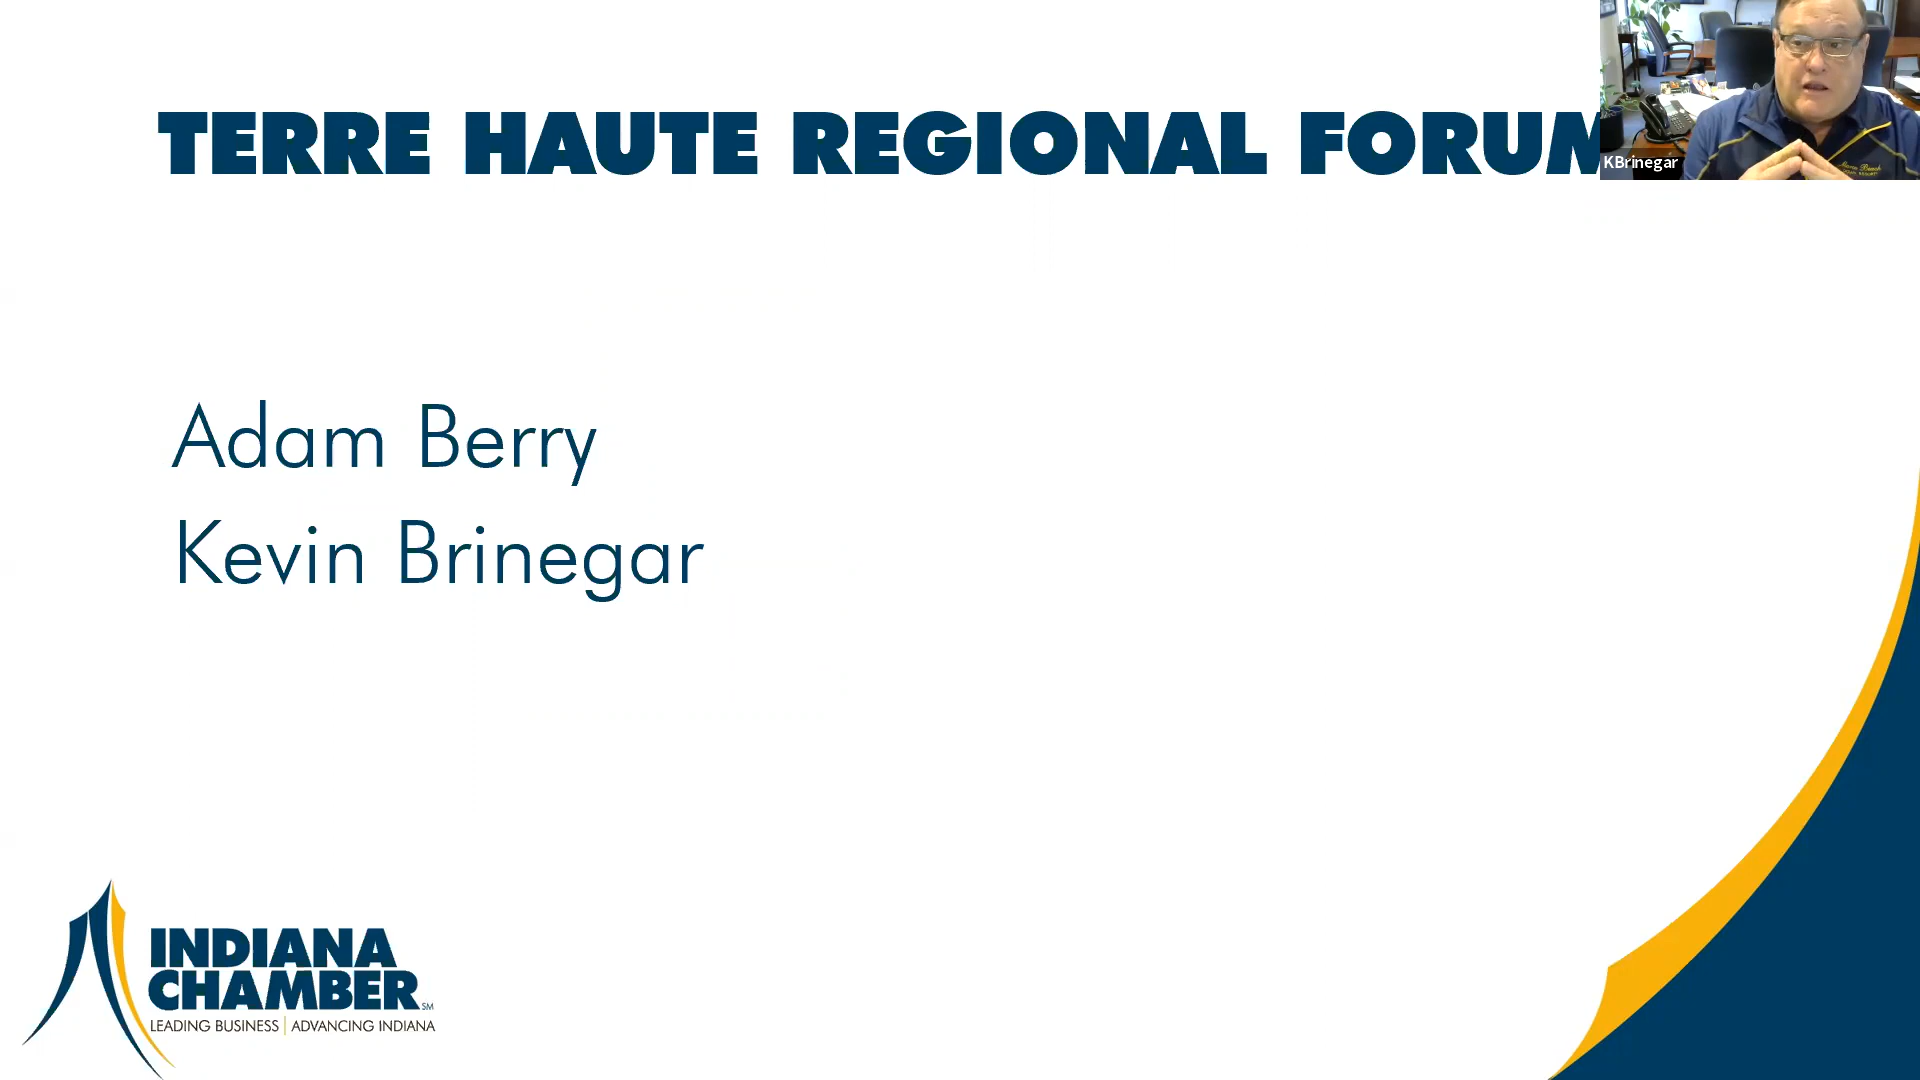 TERRE HAUTE REGIONAL FORUM
KBrinegar
Adam Berry
Kevin Brinegar
INDIANA
CHAMBER
SM
LEADING BUSINESS | ADVANCING INDIANA